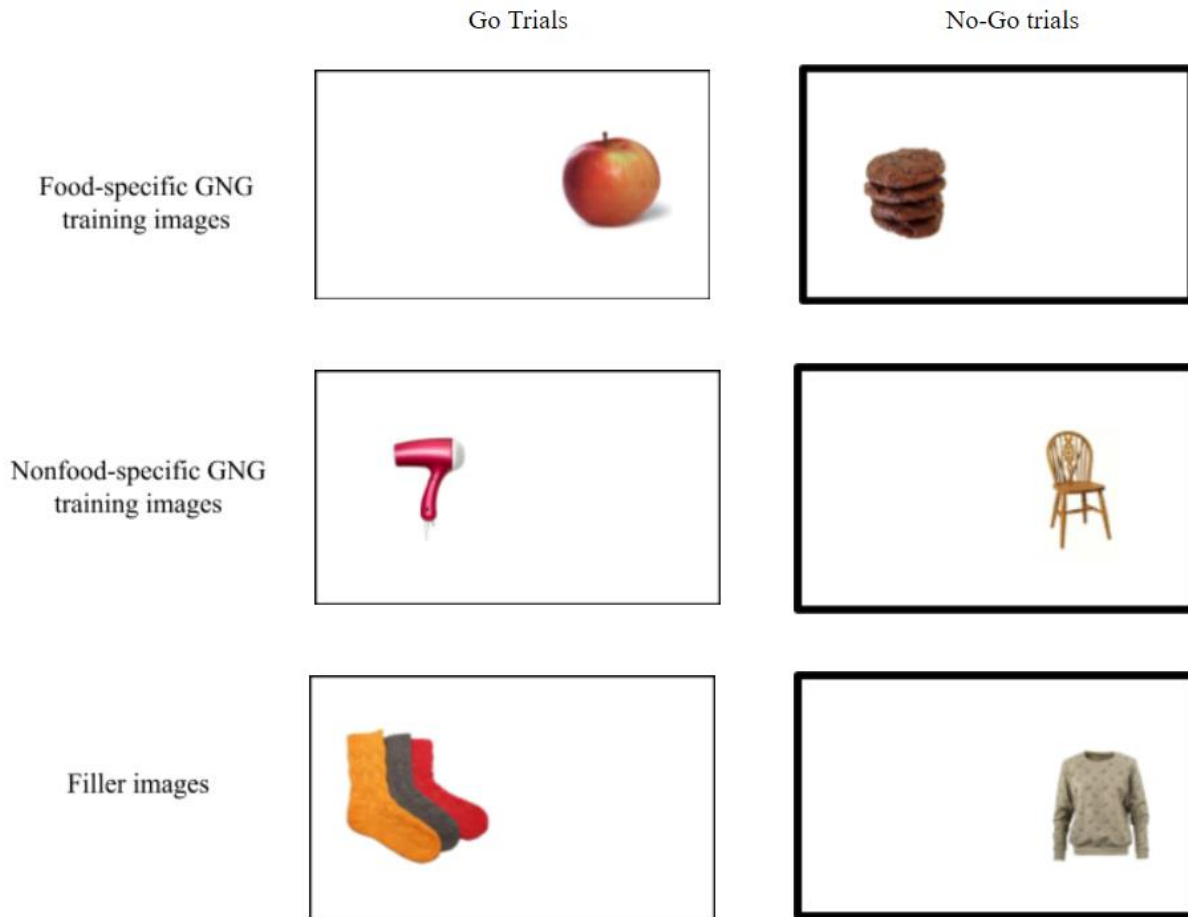 Go Trials
No-Go trials
Food-specific GNG
training images
Nonfood-specific GNG
training images
Filler images